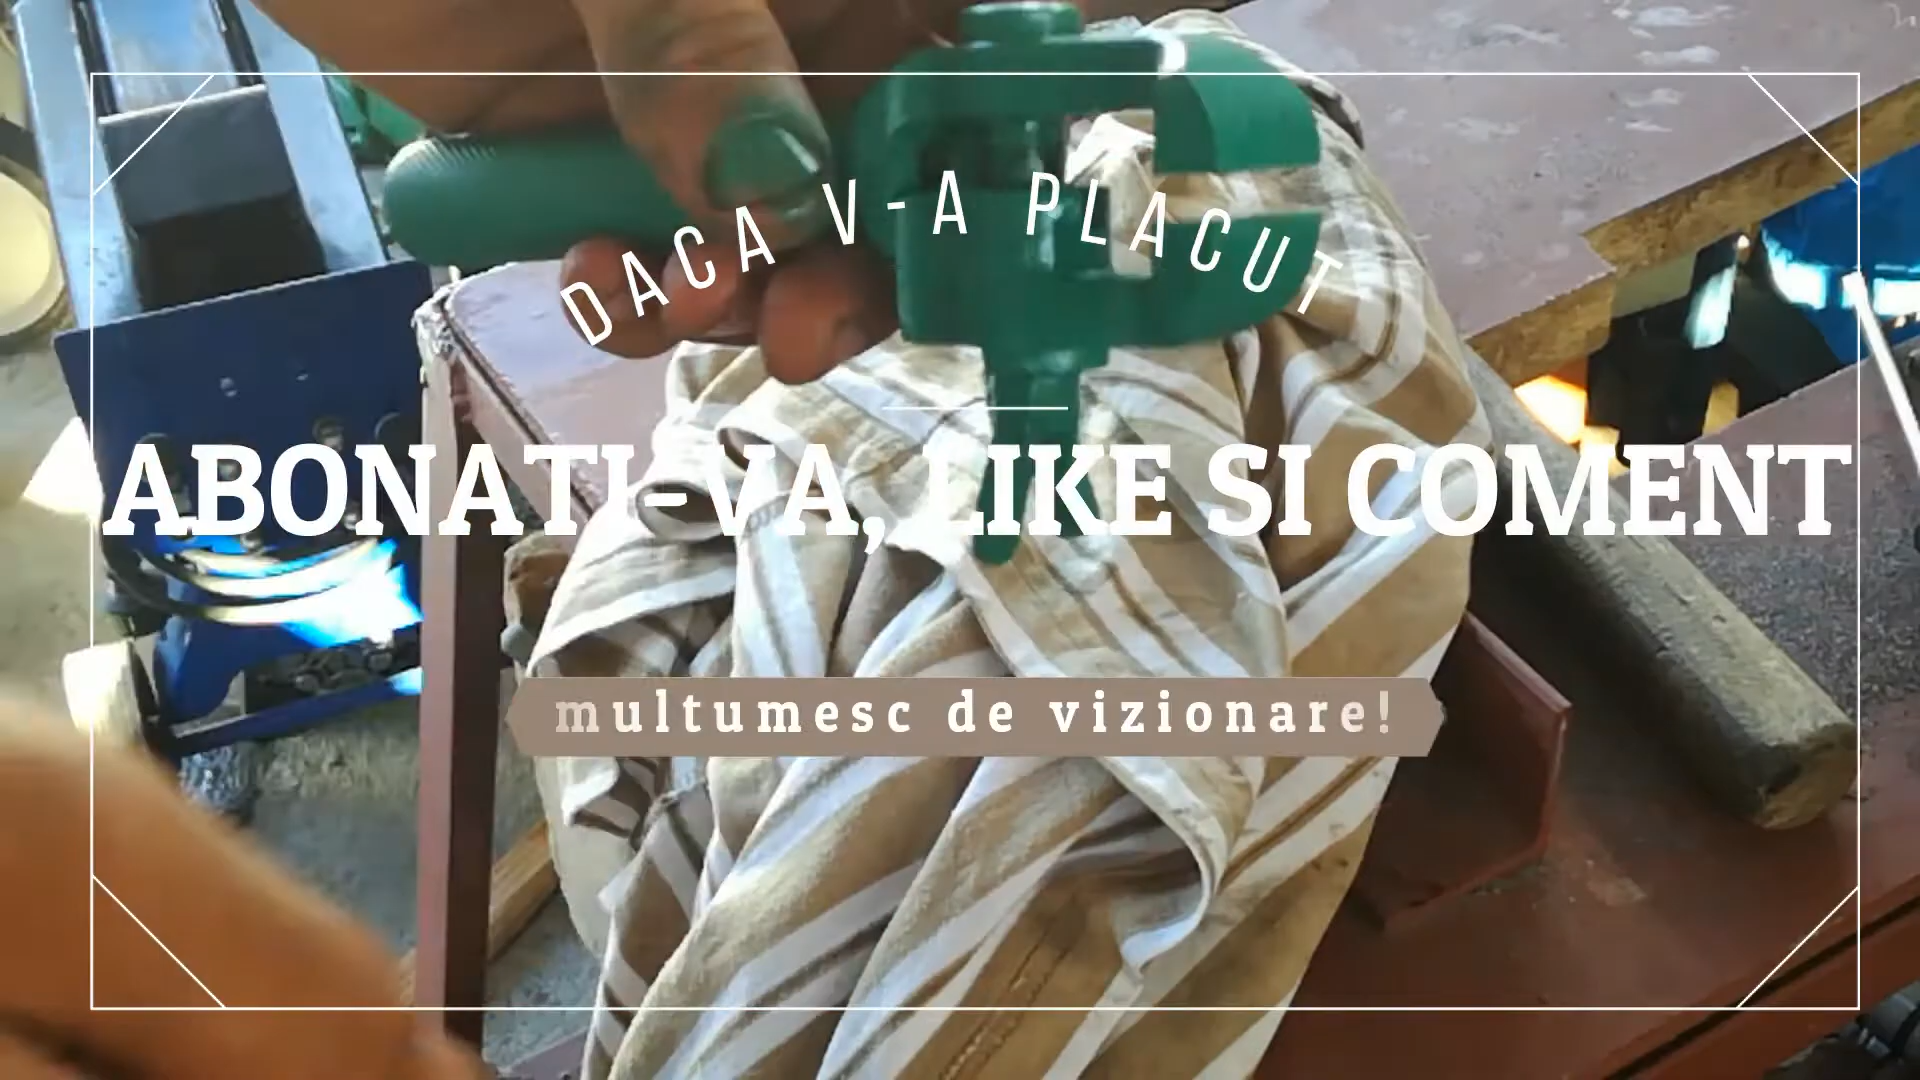 DACA V-A PLACUT
ABONATI-VA, LIKE SI COMENT
multumesc de vizionare!